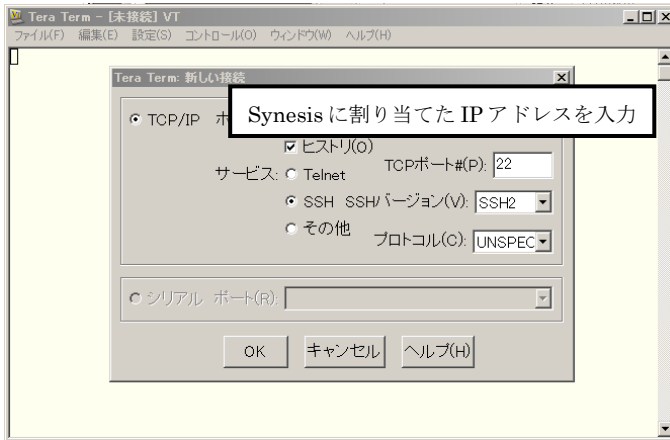 Tera Term - [未接続] VT
ファイル(F) 編集(E) 設定(S) コントロール(O) ウィンドウ(W) ヘルプ(H)
Tera Term: 新しい接続
TCP/IP ホ
Synesis に割り当てた IP アドレスを入力
ヒストリ(O)
サービス: Telnet TCPポート#(P): 22
SSH SSHバージョン(V): SSH2
その他 プロトコル(C): UNSPEC
シリアル ポート(R):
OK キャンセル ヘルプ(H)